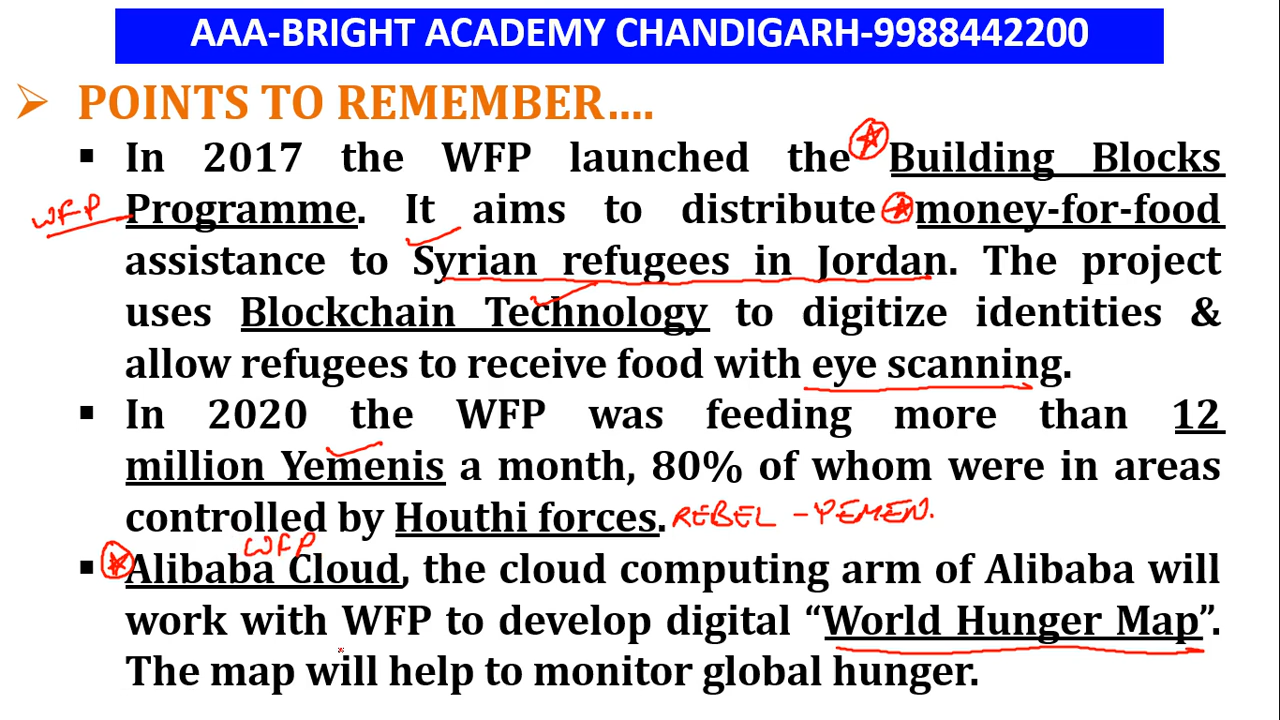 AAA-BRIGHT ACADEMY CHANDIGARH-9988442200
➢ POINTS TO REMEMBER....
▪ In 2017 the WFP launched the Building Blocks
WFP Programme. It aims to distribute money-for-food
assistance to Syrian refugees in Jordan. The project
uses Blockchain Technology to digitize identities &
allow refugees to receive food with eye scanning.
▪ In 2020 the WFP was feeding more than 12
million Yemenis a month, 80% of whom were in areas
controlled by Houthi forces. REBEL - YEMEN.
WFP
▪ Alibaba Cloud, the cloud computing arm of Alibaba will
work with WFP to develop digital “World Hunger Map”.
The map will help to monitor global hunger.